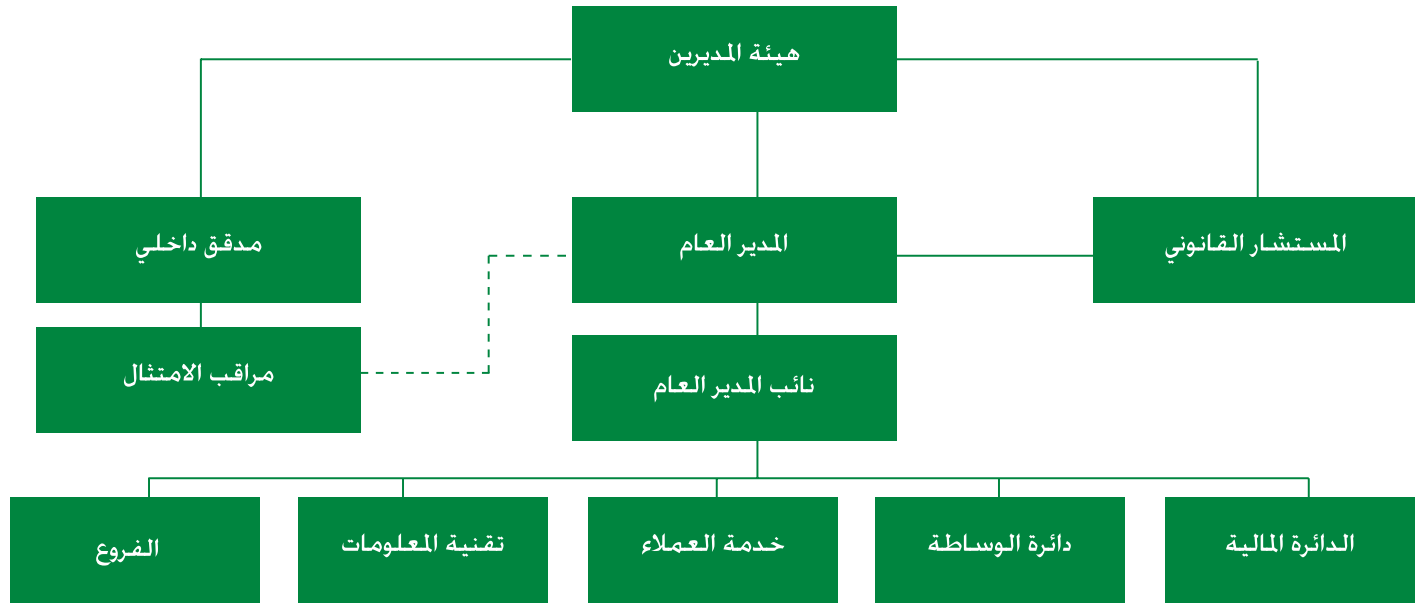 هيئة المديرين
المستشار القانوني
المدير العام
مدقق داخلي
نائب المدير العام
مراقب الامتثال
الدائرة المالية
دائرة الوساطة
خدمة العملاء
تقنية المعلومات
الفروع